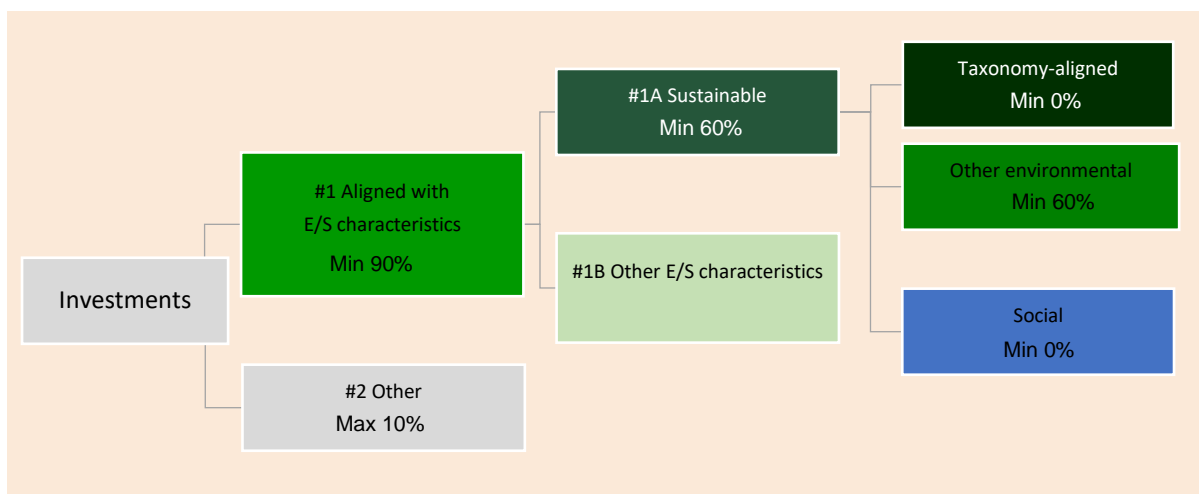 Investments
#1 Aligned with
E/S characteristics
Min 90%
#2 Other
Max 10%
#1A Sustainable
Min 60%
#1B Other E/S characteristics
Taxonomy-aligned
Min 0%
Other environmental
Min 60%
Social
Min 0%